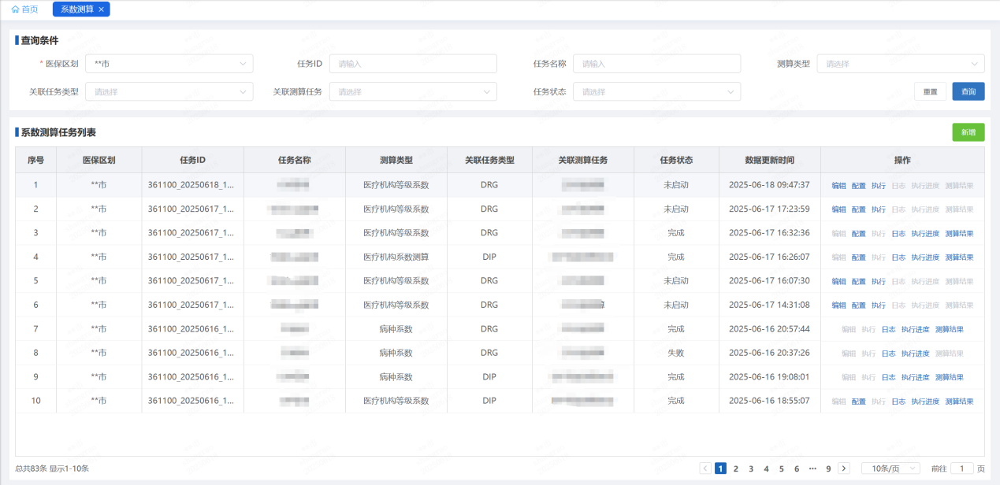 首页 系数测算 ×
查询条件
* 医保区划 **市 任务ID 请输入 任务名称 请输入 测算类型 请选择
关联任务类型 请选择 关联测算任务 请选择 任务状态 请选择 重置 查询
系数测算任务列表 新增
序号 医保区划 任务ID 任务名称 测算类型 关联任务类型 关联测算任务 任务状态 数据更新时间 操作
1 **市 361100_20250618_1... 医疗机构等级系数 DRG 未启动 2025-06-18 09:47:37 编辑 配置 执行 日志 执行进度 测算结果
2 **市 361100_20250617_1... 医疗机构等级系数 DRG 未启动 2025-06-17 17:23:59 编辑 配置 执行 日志 执行进度 测算结果
3 **市 361100_20250617_1... 医疗机构等级系数 DRG 完成 2025-06-17 16:32:36 编辑 配置 执行 日志 执行进度 测算结果
4 **市 361100_20250617_1... 医疗机构系数测算 DIP 完成 2025-06-17 16:26:07 编辑 配置 执行 日志 执行进度 测算结果
5 **市 361100_20250617_1... 医疗机构等级系数 DRG 未启动 2025-06-17 16:07:30 编辑 配置 执行 日志 执行进度 测算结果
6 **市 361100_20250617_1... 医疗机构等级系数 DRG 未启动 2025-06-17 14:31:08 编辑 配置 执行 日志 执行进度 测算结果
7 **市 361100_20250616_1... 病种系数 DRG 完成 2025-06-16 20:57:44 编辑 执行 日志 执行进度 测算结果
8 **市 361100_20250616_1... 病种系数 DRG 失败 2025-06-16 20:37:26 编辑 执行 日志 执行进度 测算结果
9 **市 361100_20250616_1... 病种系数 DIP 完成 2025-06-16 19:08:01 编辑 执行 日志 执行进度 测算结果
10 **市 361100_20250616_1... 医疗机构等级系数 DIP 完成 2025-06-16 18:55:07 编辑 配置 执行 日志 执行进度 测算结果
总共83条 显示1-10条 < 1 2 3 4 5 6 ... 9 > 10条/页 前往 1 页